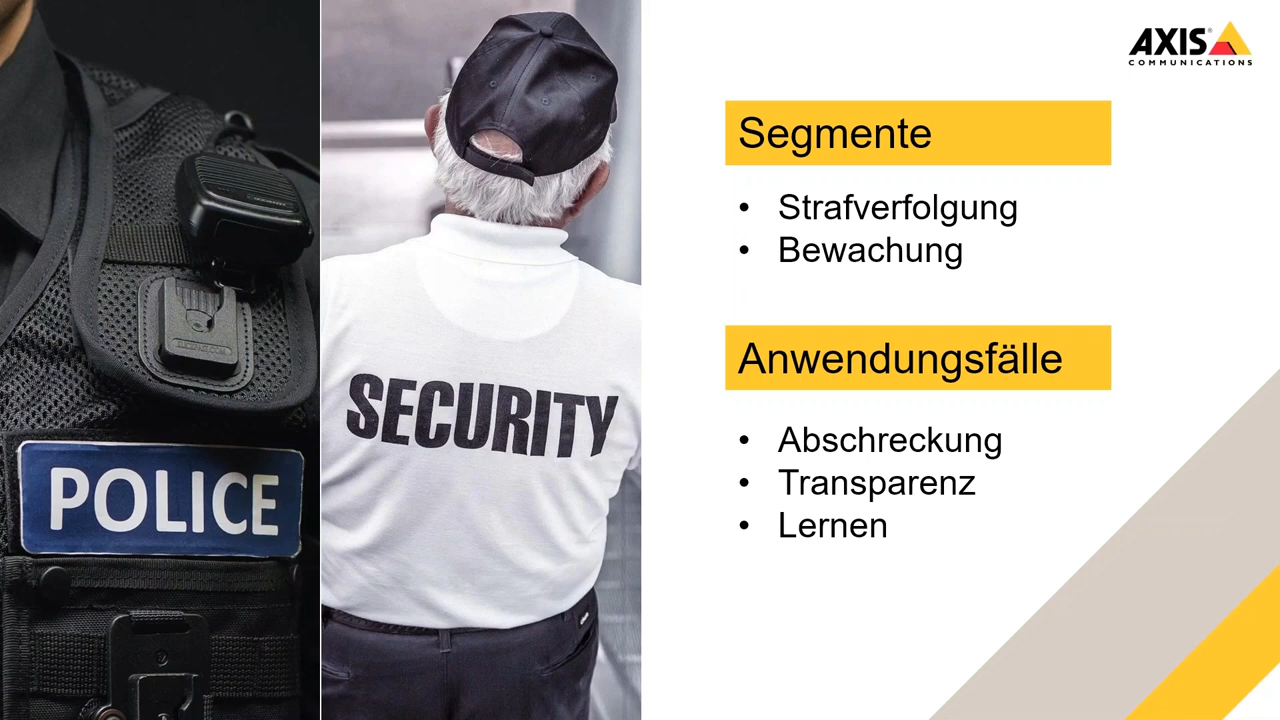 AXIS
COMMUNICATIONS
Segmente
• Strafverfolgung
• Bewachung
Anwendungsfälle
• Abschreckung
• Transparenz
• Lernen
POLICE
SECURITY